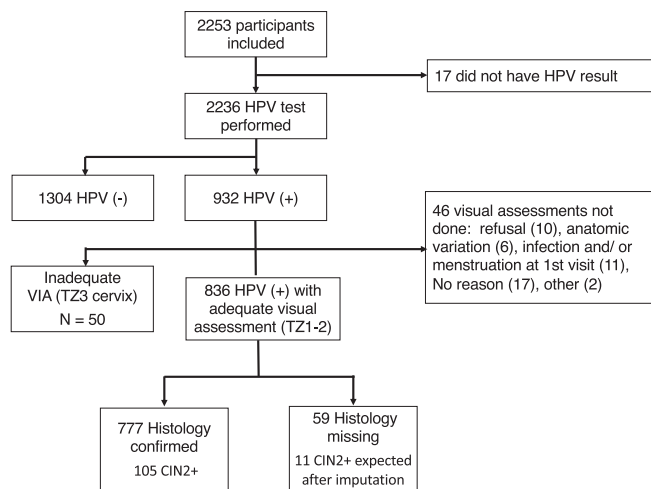 2253 participants
included
17 did not have HPV result
2236 HPV test
performed
1304 HPV (-)
932 HPV (+)
46 visual assessments not
done: refusal (10), anatomic
variation (6), infection and/ or
menstruation at 1st visit (11),
No reason (17), other (2)
Inadequate
VIA (TZ3 cervix)
N = 50
836 HPV (+) with
adequate visual
assessment (TZ1-2)
777 Histology
confirmed
105 CIN2+
59 Histology
missing
11 CIN2+ expected
after imputation